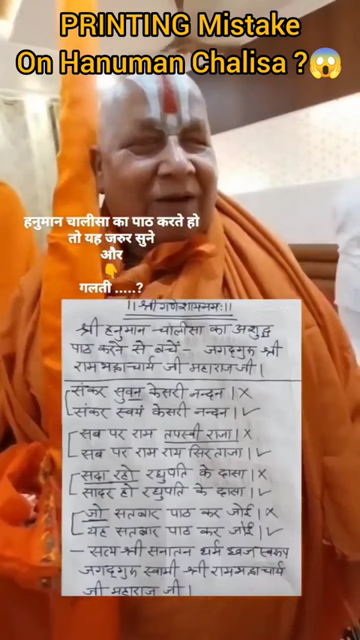 PRINTING Mistake
On Hanuman Chalisa ?😱
हनुमान चालीसा का पाठ करते हो
तो यह जरुर सुने
और
👇
गलती .....?
।।श्रीगणेशायनमः।।
श्री हनुमान-चालीसा का अशुद्ध
पाठ करने से बचें - जगद्गुरु श्री
रामभद्राचार्य जी महाराज जी।
संकर सुवन केसरी नन्दन।×
संकर स्वयं केसरी नन्दन।✓
सब पर राम तपस्वी राजा।×
सब पर राम राय सिरताजा।✓
सदा रहो रघुपति के दासा।×
सादर हो रघुपति के दासा।✓
जो सतबार पाठ कर जोई।×
यह सतबार पाठ कर जोई।✓
- सत्य श्री सनातन धर्म ध्वज स्वरूप
जगद्गुरु स्वामी श्री रामभद्राचार्य
जी महाराज जी।